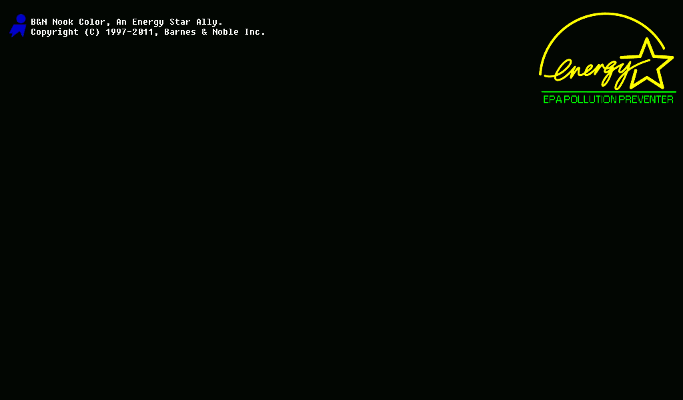 B&N Nook Color, An Energy Star Ally.
Copyright (C) 1997-2011, Barnes & Noble Inc.
energy
EPA POLLUTION PREVENTER